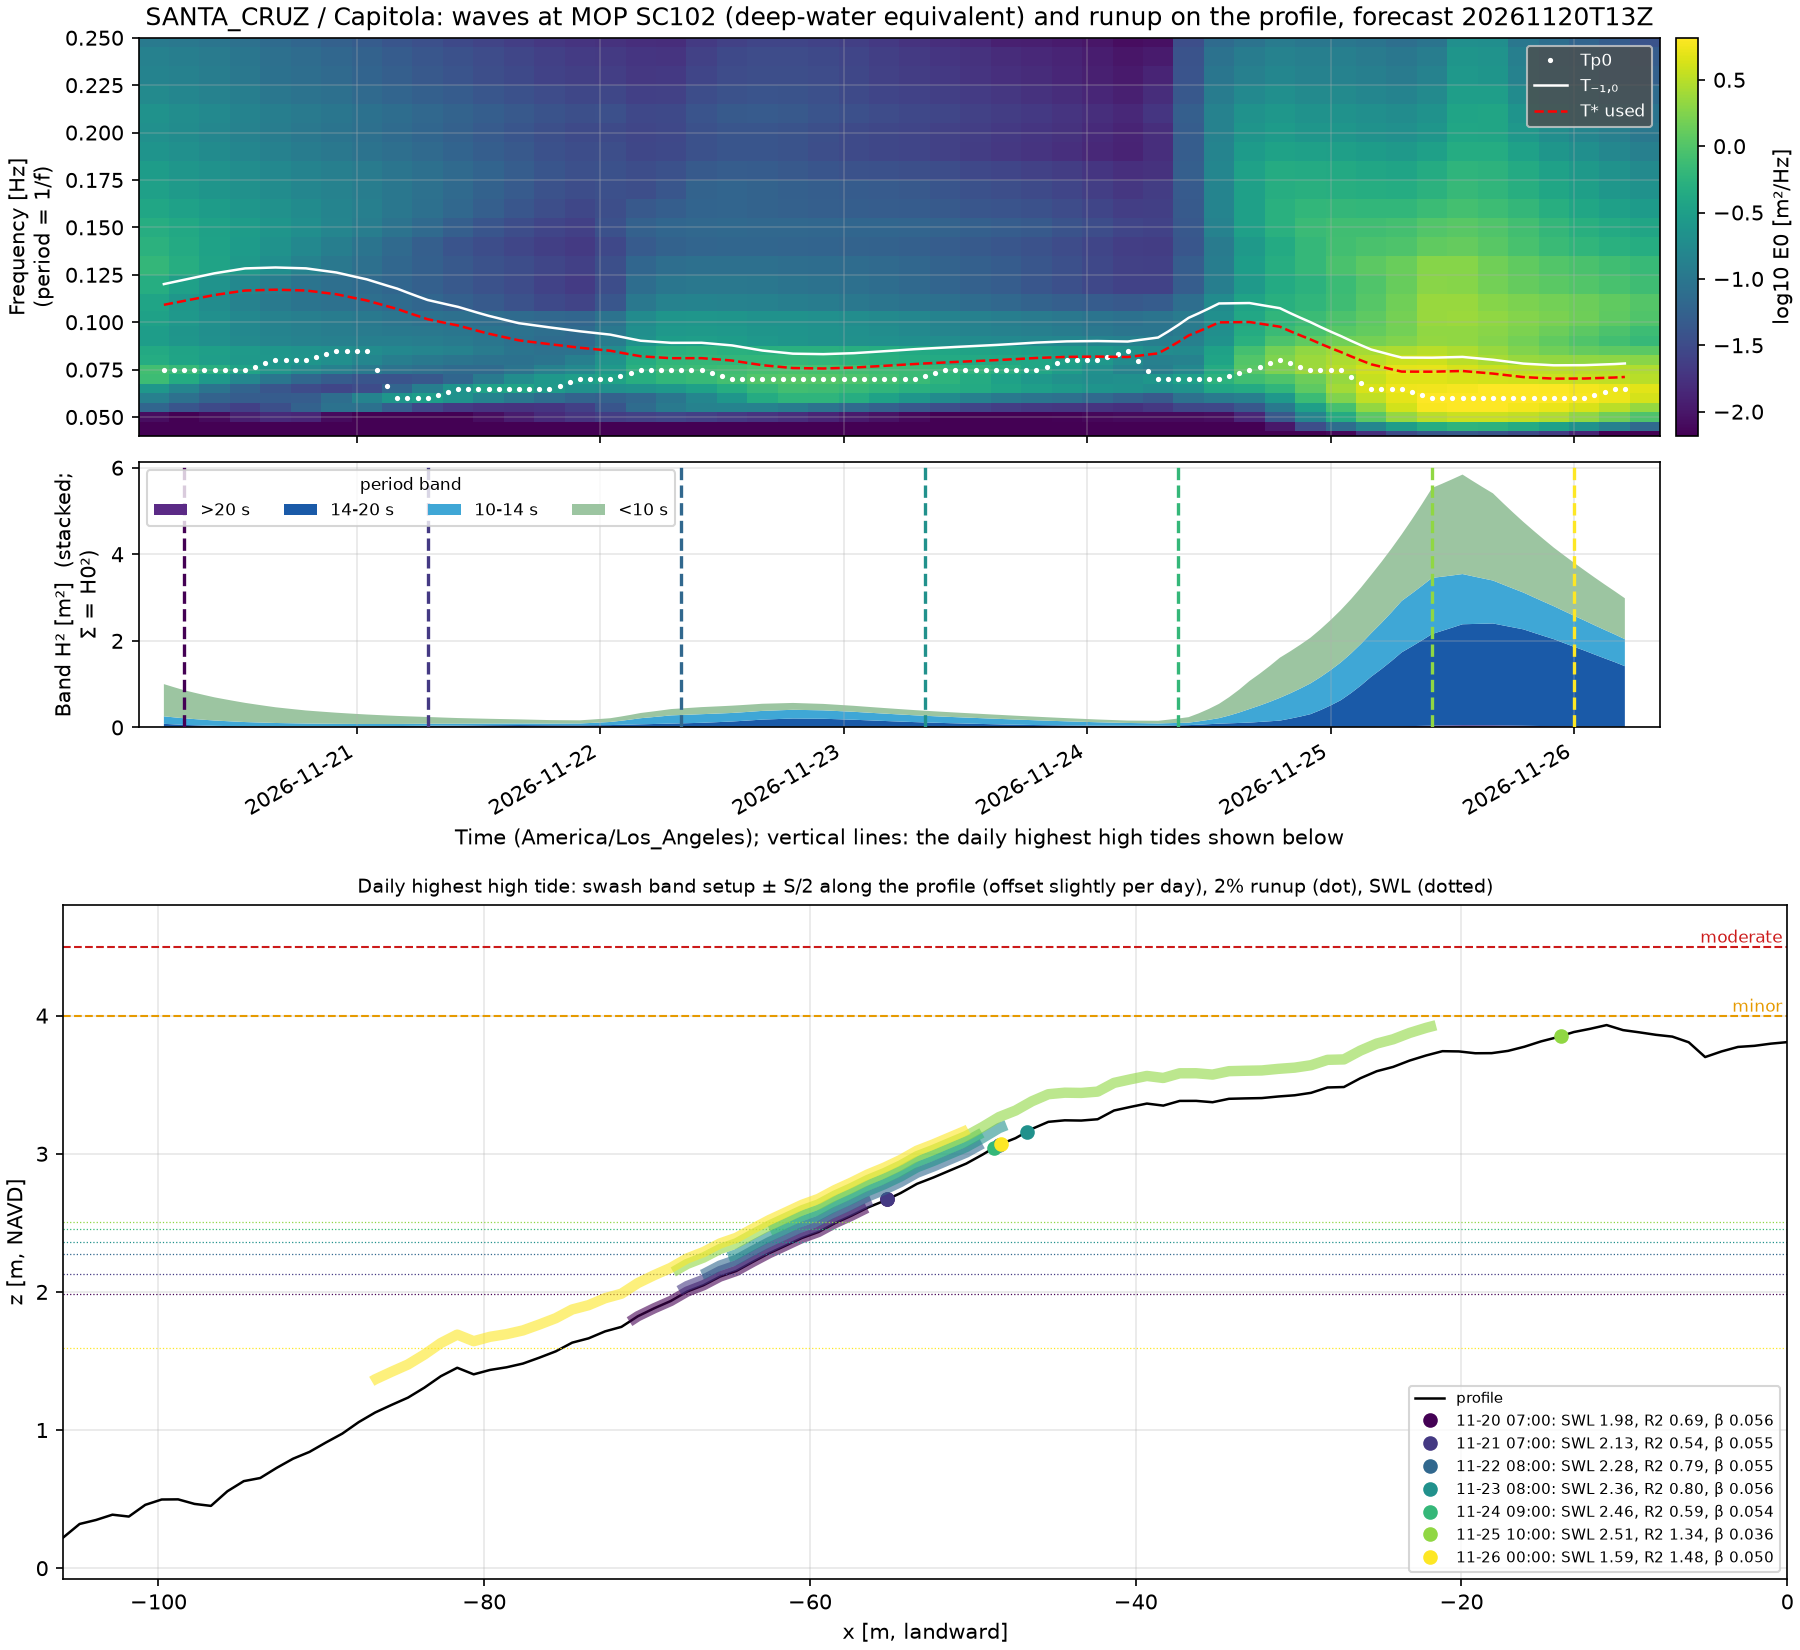 SANTA_CRUZ / Capitola: waves at MOP SC102 (deep-water equivalent) and runup on the profile, forecast 20261120T13Z
0.250
0.225
0.200
0.175
0.150
0.125
0.100
0.075
0.050
Frequency [Hz]
(period = 1/f)
Tp0
T₋₁,₀
T* used
0.5
0.0
−0.5
−1.0
−1.5
−2.0
log10 E0 [m²/Hz]
6
4
2
0
Band H² [m²]  (stacked;
Σ = H0²)
period band
>20 s
14-20 s
10-14 s
<10 s
2026-11-21
2026-11-22
2026-11-23
2026-11-24
2026-11-25
2026-11-26
Time (America/Los_Angeles); vertical lines: the daily highest high tides shown below
Daily highest high tide: swash band setup ± S/2 along the profile (offset slightly per day), 2% runup (dot), SWL (dotted)
moderate
minor
4
3
2
1
0
z [m, NAVD]
profile
11-20 07:00: SWL 1.98, R2 0.69, β 0.056
11-21 07:00: SWL 2.13, R2 0.54, β 0.055
11-22 08:00: SWL 2.28, R2 0.79, β 0.055
11-23 08:00: SWL 2.36, R2 0.80, β 0.056
11-24 09:00: SWL 2.46, R2 0.59, β 0.054
11-25 10:00: SWL 2.51, R2 1.34, β 0.036
11-26 00:00: SWL 1.59, R2 1.48, β 0.050
−100
−80
−60
−40
−20
0
x [m, landward]